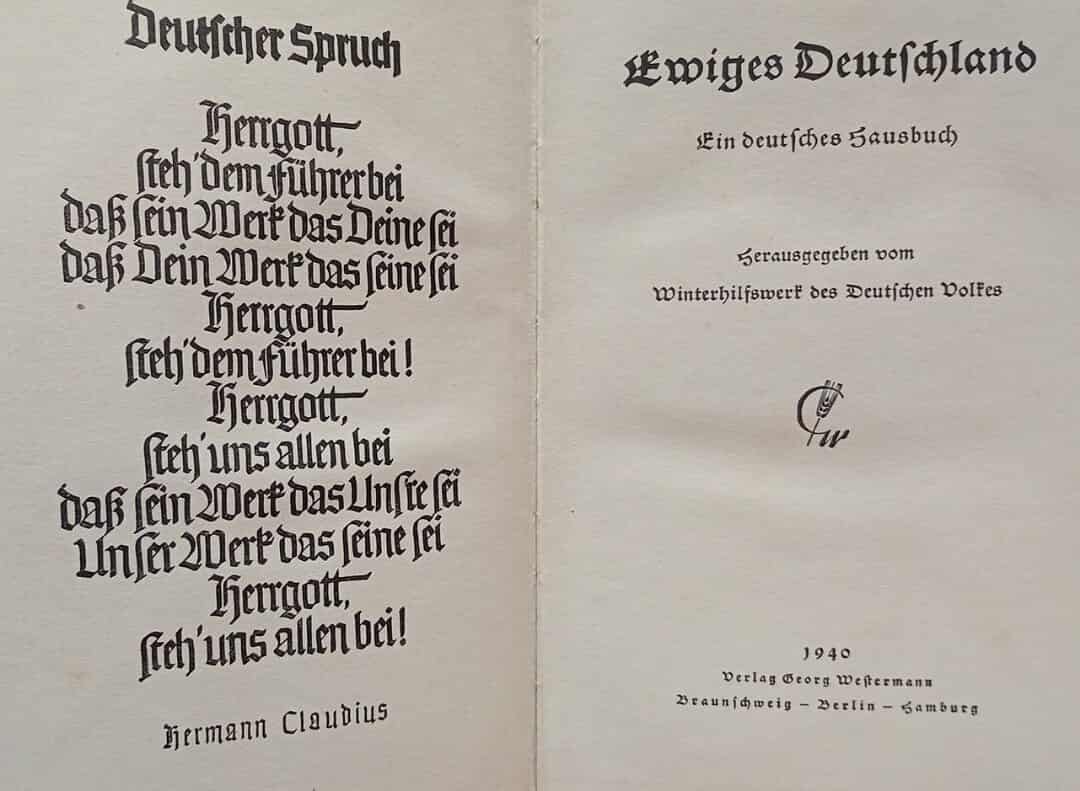 Deutscher Spruch
Herrgott,
steh' dem Führer bei
daß sein Werk das Deine sei
daß Dein Werk das seine sei
Herrgott,
steh' dem Führer bei!
Herrgott,
steh' uns allen bei
daß sein Werk das Unsre sei
Unser Werk das seine sei
Herrgott,
steh' uns allen bei!
Hermann Claudius
Ewiges Deutschland
Ein deutsches Hausbuch
Herausgegeben vom
Winterhilfswerk des Deutschen Volkes
1940
Verlag Georg Westermann
Braunschweig – Berlin – Hamburg